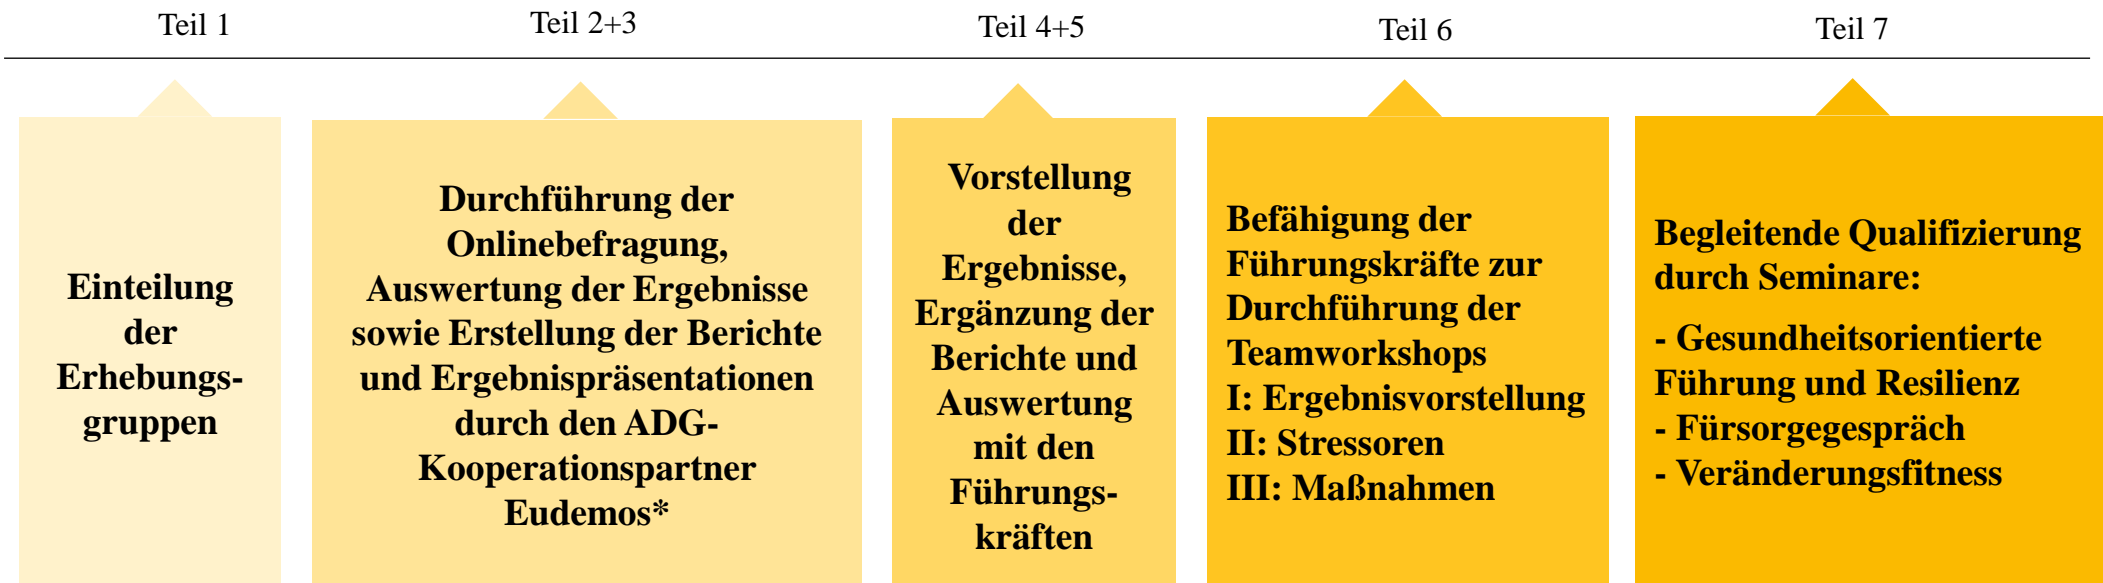 Teil 1
Teil 2+3
Teil 4+5
Teil 6
Teil 7
Einteilung
der
Erhebungs-
gruppen
Durchführung der
Onlinebefragung,
Auswertung der Ergebnisse
sowie Erstellung der Berichte
und Ergebnispräsentationen
durch den ADG-
Kooperationspartner
Eudemos*
Vorstellung
der
Ergebnisse,
Ergänzung der
Berichte und
Auswertung
mit den
Führungs-
kräften
Befähigung der
Führungskräfte zur
Durchführung der
Teamworkshops
I: Ergebnisvorstellung
II: Stressoren
III: Maßnahmen
Begleitende Qualifizierung
durch Seminare:
- Gesundheitsorientierte
Führung und Resilienz
- Fürsorgegespräch
- Veränderungsfitness